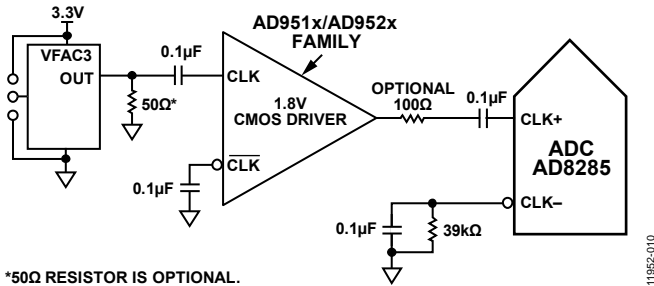 3.3V
VFAC3
OUT
0.1µF
50Ω*
AD951x/AD952x
FAMILY
CLK
1.8V
CMOS DRIVER
CLK
0.1µF
OPTIONAL
100Ω
0.1µF
CLK+
ADC
AD8285
CLK–
0.1µF
39kΩ
*50Ω RESISTOR IS OPTIONAL.
11952-010